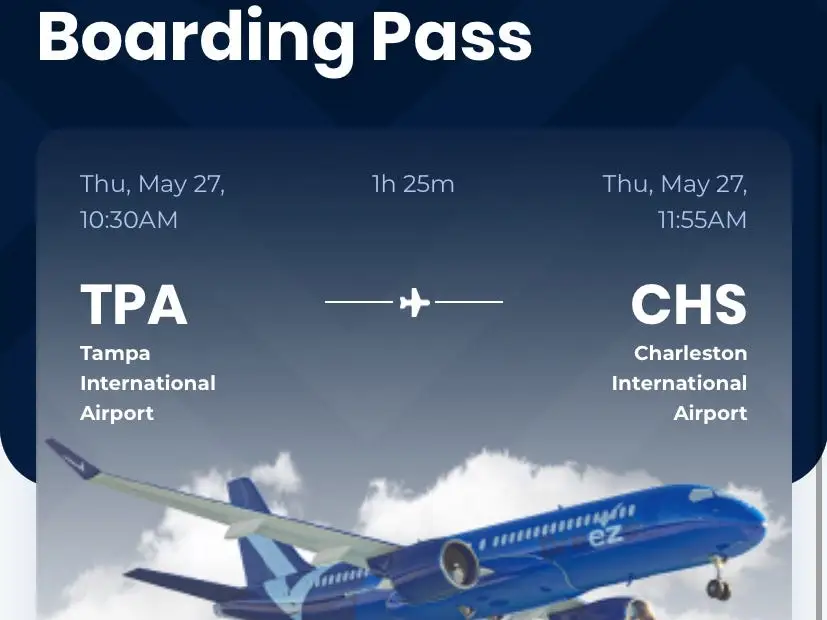 Boarding Pass
Thu, May 27, 1h 25m Thu, May 27,
10:30AM 11:55AM
TPA CHS
Tampa Charleston
International International
Airport Airport
ez